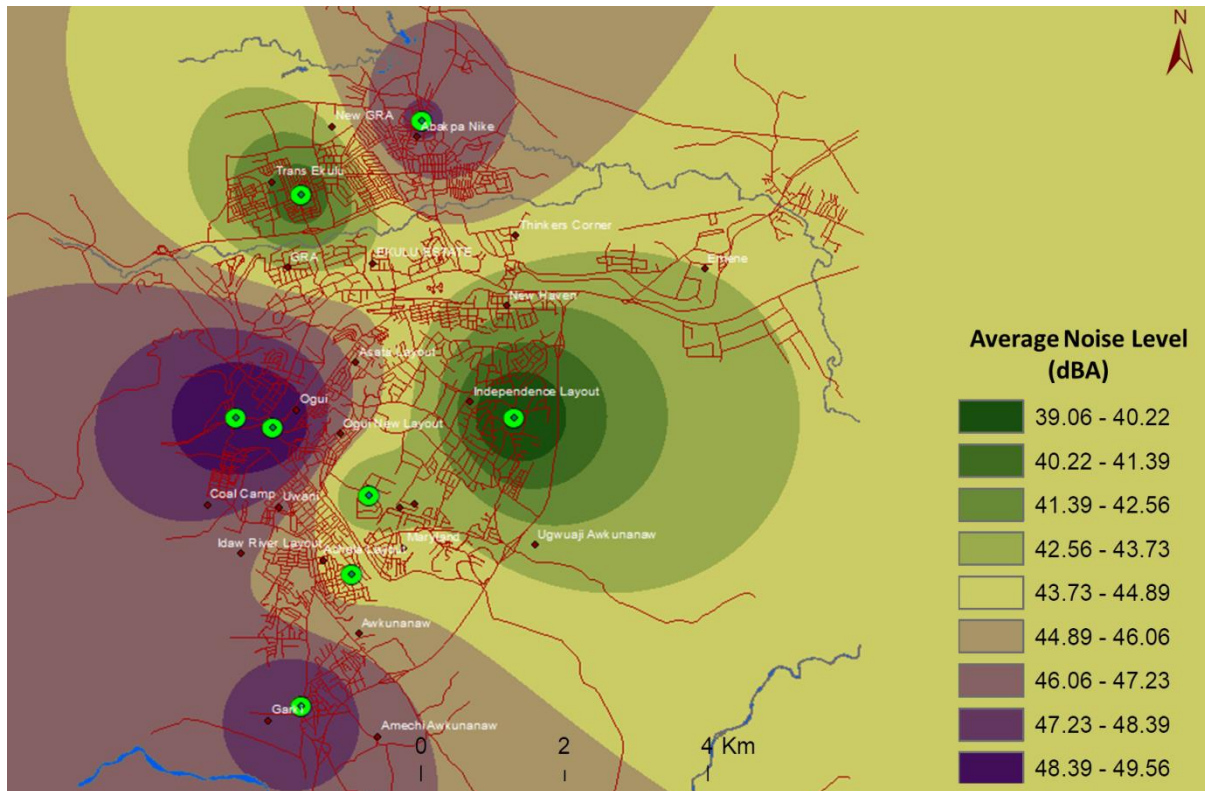 N
New GRA
Abakpa Nike
Trans Ekulu
Thinkers Corner
GRA
EKULU ESTATE
Emene
New Haven
Asata Layout
Independence Layout
Ogui
Ogui New Layout
Coal Camp
Uwani
Idaw River Layout
Achara Layout
Maryland
Ugwuaji Awkunanaw
Awkunanaw
Amechi Awkunanaw
0
2
4 Km
Average Noise Level
(dBA)
39.06 - 40.22
40.22 - 41.39
41.39 - 42.56
42.56 - 43.73
43.73 - 44.89
44.89 - 46.06
46.06 - 47.23
47.23 - 48.39
48.39 - 49.56